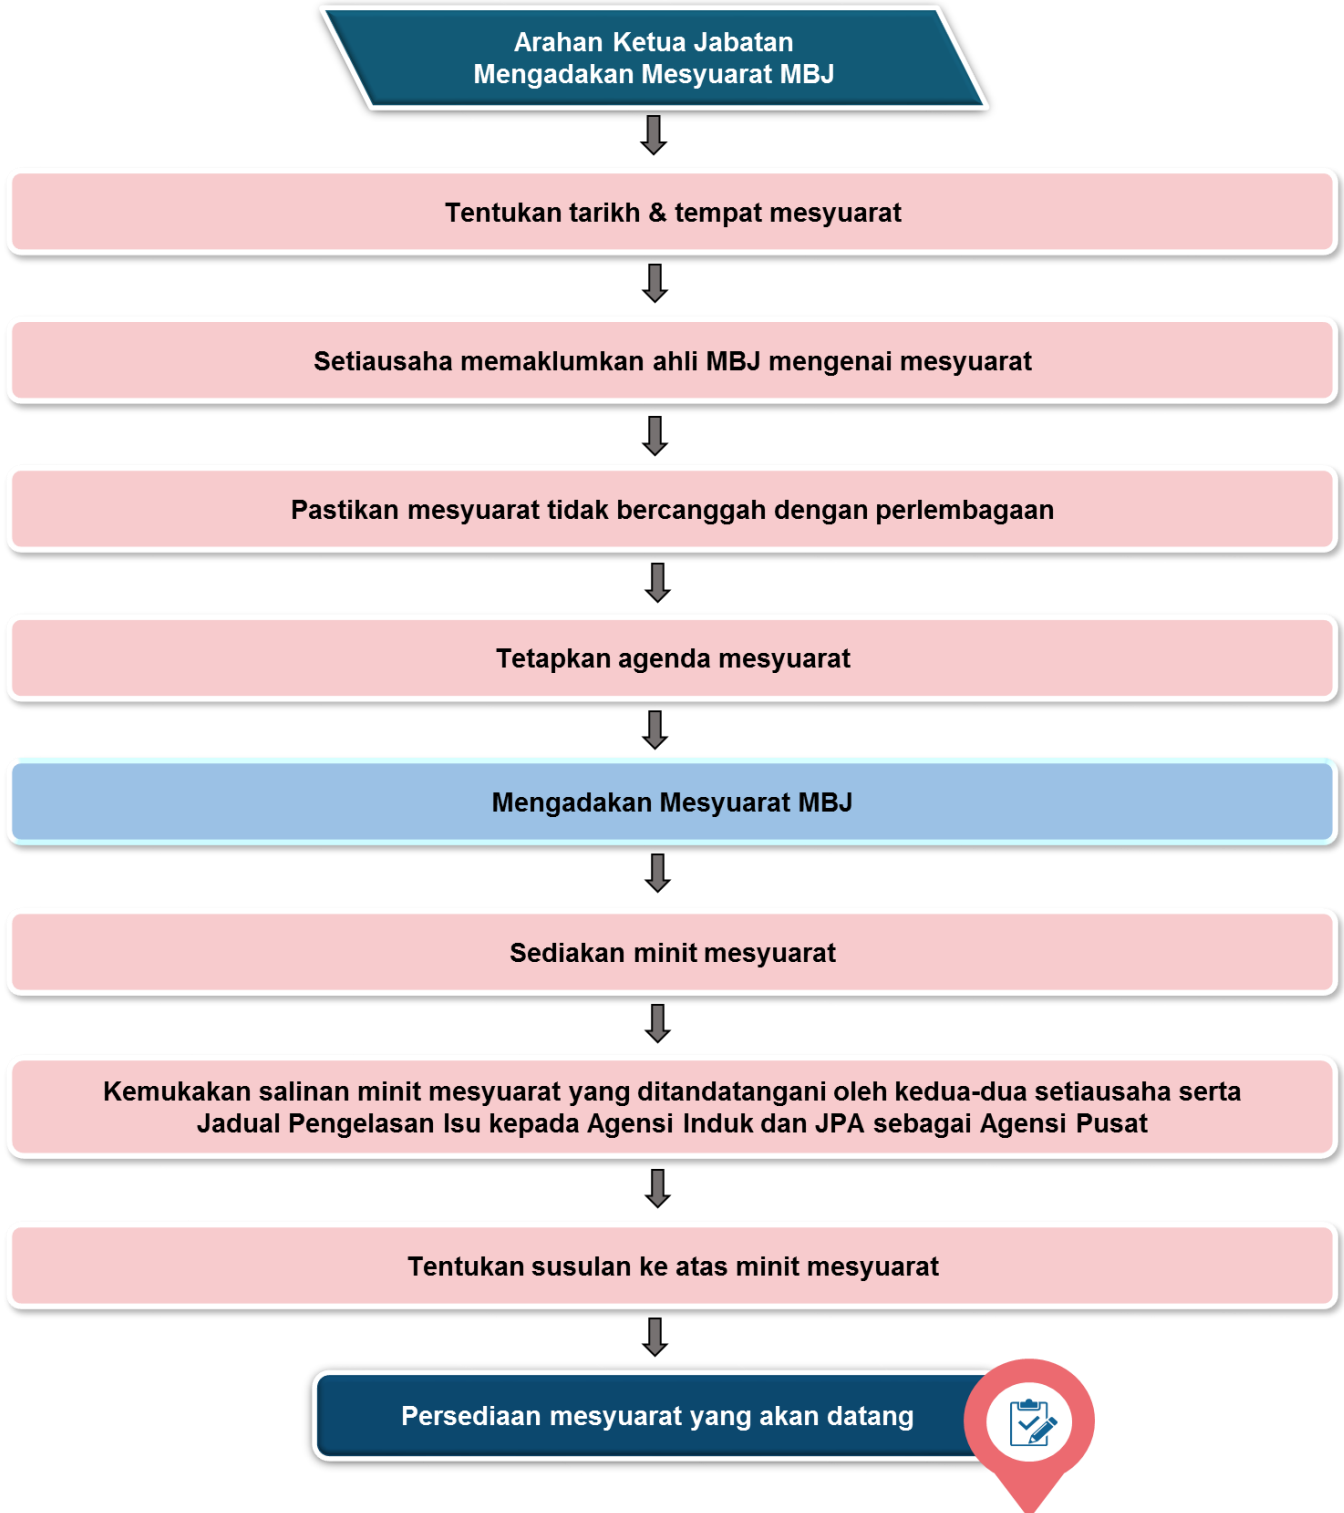 Arahan Ketua Jabatan
Mengadakan Mesyuarat MBJ
Tentukan tarikh & tempat mesyuarat
Setiausaha memaklumkan ahli MBJ mengenai mesyuarat
Pastikan mesyuarat tidak bercanggah dengan perlembagaan
Tetapkan agenda mesyuarat
Mengadakan Mesyuarat MBJ
Sediakan minit mesyuarat
Kemukakan salinan minit mesyuarat yang ditandatangani oleh kedua-dua setiausaha serta
Jadual Pengelasan Isu kepada Agensi Induk dan JPA sebagai Agensi Pusat
Tentukan susulan ke atas minit mesyuarat
Persediaan mesyuarat yang akan datang